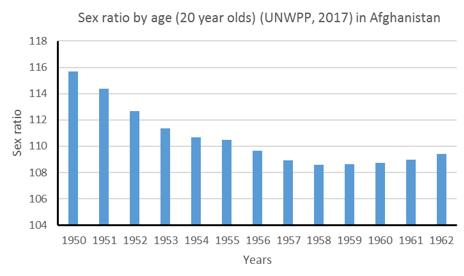 Sex ratio by age (20 year olds) (UNWPP, 2017) in Afghanistan
118
116
114
112
110
108
106
104
Sex ratio
1950 1951 1952 1953 1954 1955 1956 1957 1958 1959 1960 1961 1962
Years